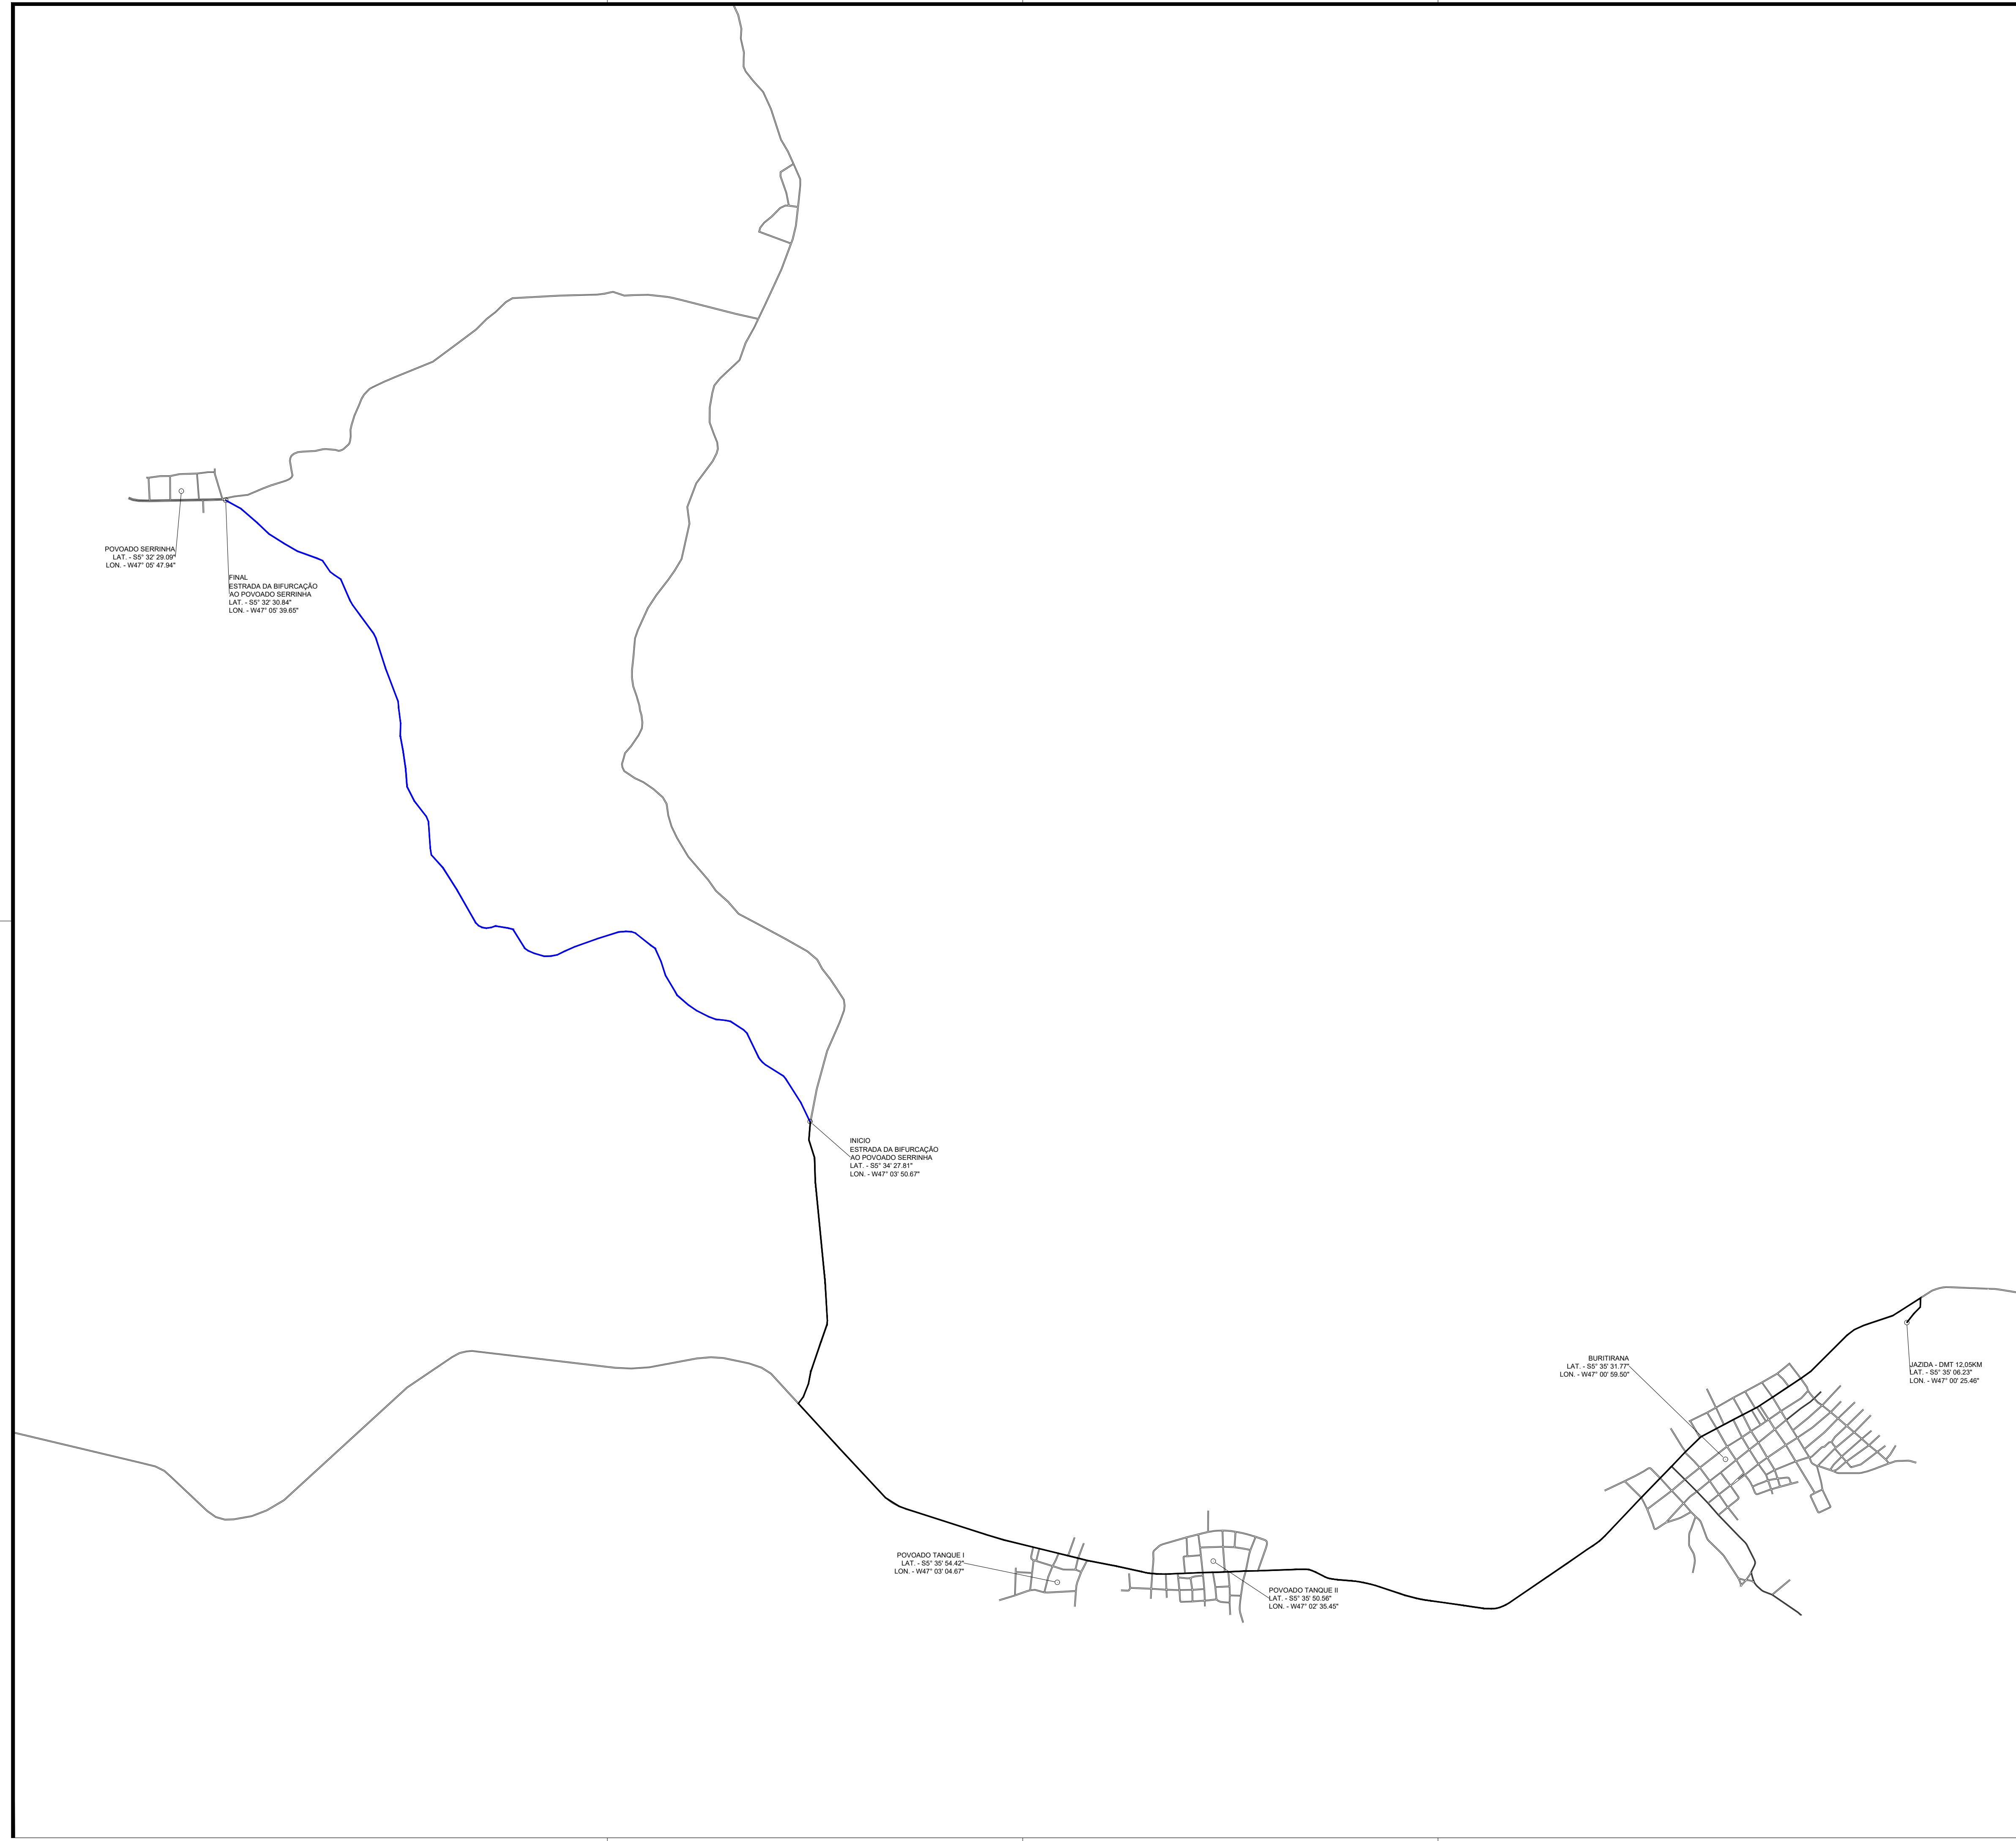 POVOADO SERRINHA
LAT. - S5° 32' 29.09"
LON. - W47° 05' 47.94"
FINAL
ESTRADA DA BIFURCAÇÃO
AO POVOADO SERRINHA
LAT. - S5° 32' 30.84"
LON. - W47° 05' 39.65"
INICIO
ESTRADA DA BIFURCAÇÃO
AO POVOADO SERRINHA
LAT. - S5° 34' 27.81"
LON. - W47° 03' 50.67"
BURITIRANA
LAT. - S5° 35' 31.77"
LON. - W47° 00' 59.50"
JAZIDA - DMT 12,05KM
LAT. - S5° 35' 06.23"
LON. - W47° 00' 25.46"
POVOADO TANQUE I
LAT. - S5° 35' 54.42"
LON. - W47° 03' 04.67"
POVOADO TANQUE II
LAT. - S5° 35' 50.56"
LON. - W47° 02' 35.45"